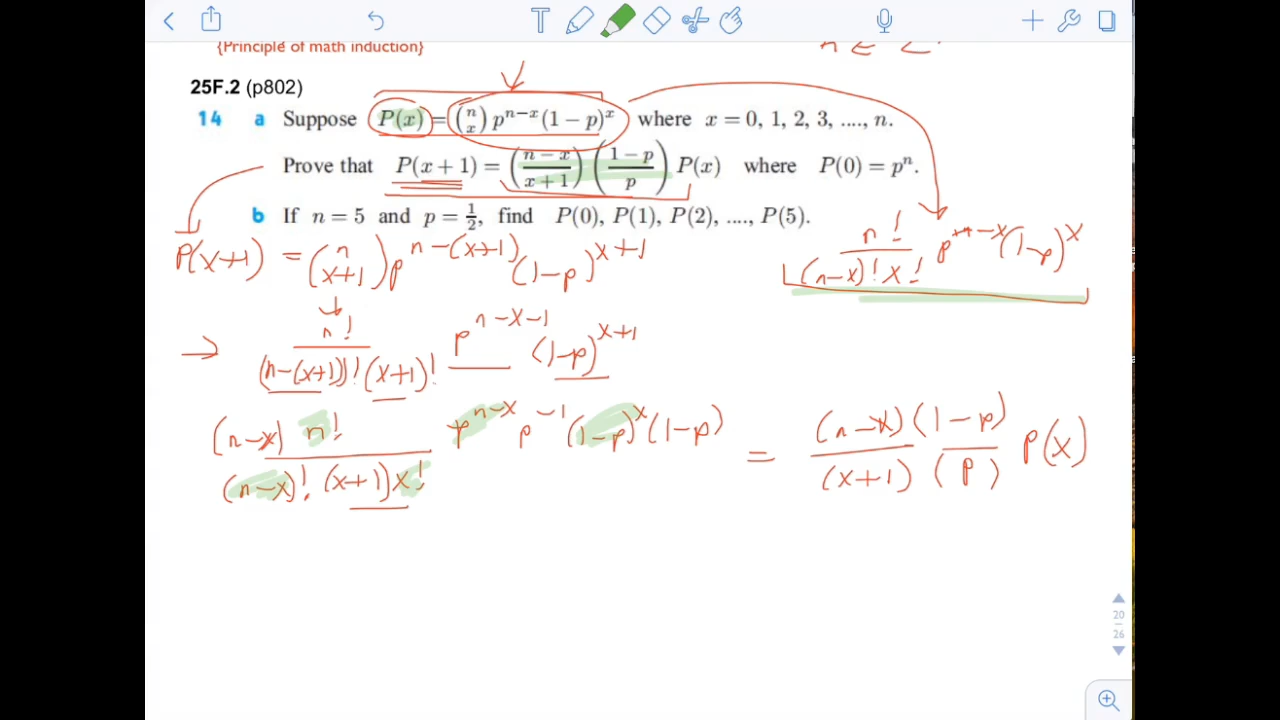 {Principle of math induction}
25F.2 (p802)
14 a Suppose P(x) = (n x) p^{n−x}(1 − p)^x where x = 0, 1, 2, 3, ...., n.
Prove that P(x + 1) = ((n − x)/(x + 1)) ((1 − p)/p) P(x) where P(0) = p^n.
b If n = 5 and p = 1/2, find P(0), P(1), P(2), ...., P(5).
n!/((n−x)! x!) p^{n−x}(1−p)^x
P(x+1) = (n x+1) p^{n−(x+1)} (1−p)^{x+1}
→ n!/((n−(x+1))! (x+1)!) p^{n−x−1} (1−p)^{x+1}
(n−x) n!/((n−x)! (x+1)x!) p^{n−x} p^{−1} (1−p)^x (1−p) = (n−x)/(x+1) (1−p)/(p) P(x)
20
26